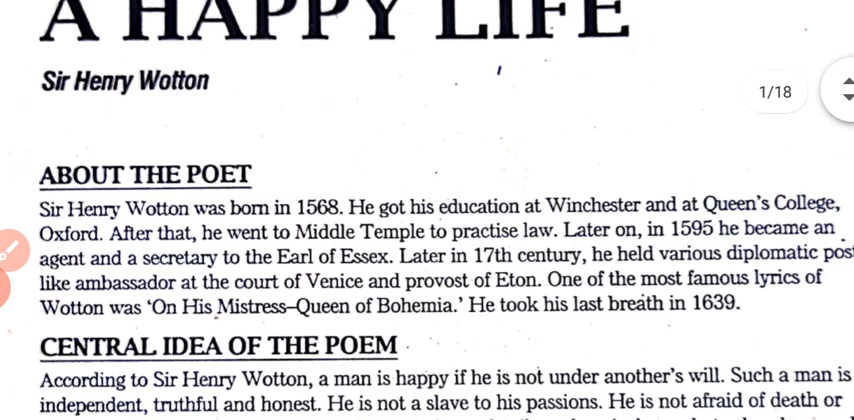 A HAPPY LIFE
Sir Henry Wotton
1/18
ABOUT THE POET
Sir Henry Wotton was born in 1568. He got his education at Winchester and at Queen's College,
Oxford. After that, he went to Middle Temple to practise law. Later on, in 1595 he became an
agent and a secretary to the Earl of Essex. Later in 17th century, he held various diplomatic post
like ambassador at the court of Venice and provost of Eton. One of the most famous lyrics of
Wotton was ‘On His Mistress–Queen of Bohemia.’ He took his last breath in 1639.
CENTRAL IDEA OF THE POEM
According to Sir Henry Wotton, a man is happy if he is not under another's will. Such a man is
independent, truthful and honest. He is not a slave to his passions. He is not afraid of death or